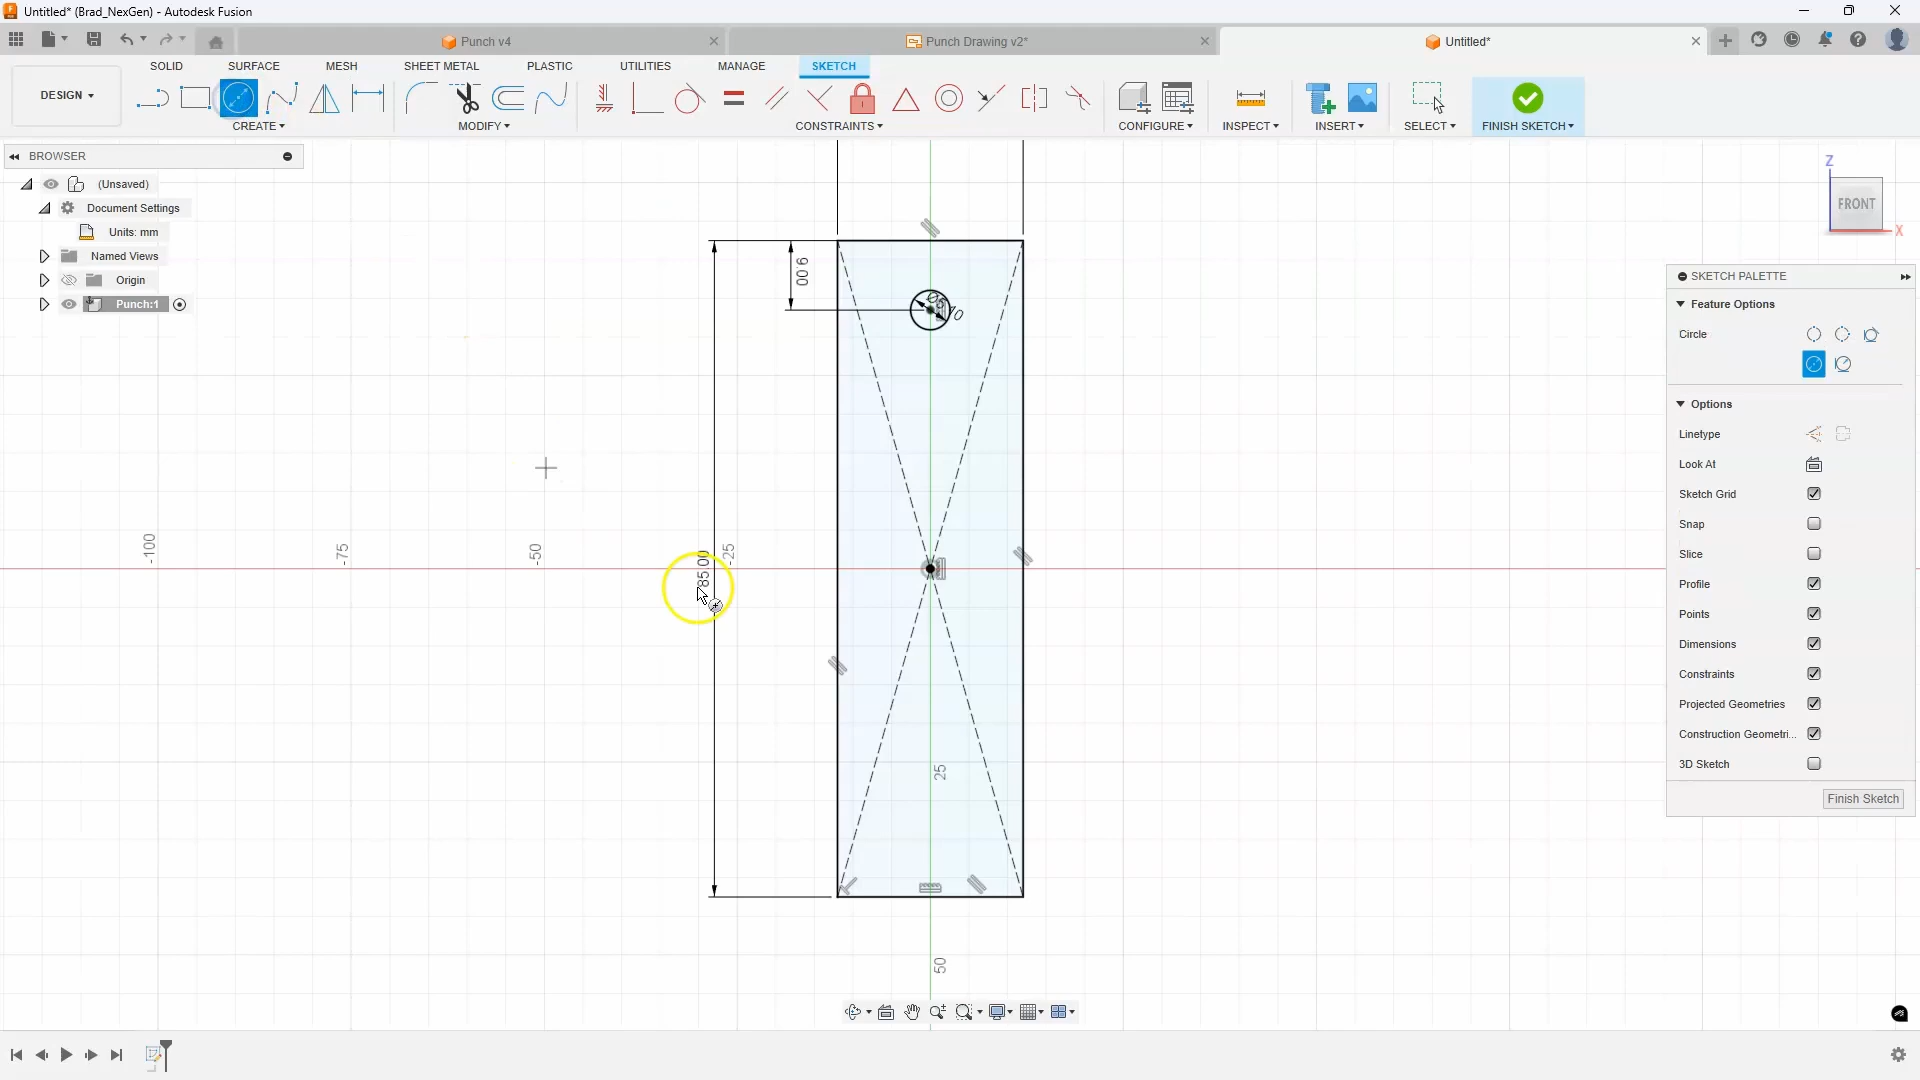 Untitled* (Brad_NexGen) - Autodesk Fusion
Punch v4
Punch Drawing v2*
Untitled*
SOLID
SURFACE
MESH
SHEET METAL
PLASTIC
UTILITIES
MANAGE
SKETCH
DESIGN
CREATE
MODIFY
CONSTRAINTS
CONFIGURE
INSPECT
INSERT
SELECT
FINISH SKETCH
BROWSER
(Unsaved)
Document Settings
Units: mm
Named Views
Origin
Punch:1
Z
FRONT
X
SKETCH PALETTE
Feature Options
Circle
Options
Linetype
Look At
Sketch Grid
Snap
Slice
Profile
Points
Dimensions
Constraints
Projected Geometries
Construction Geometri...
3D Sketch
Finish Sketch
9.00
85.00
-100
-75
-50
-25
25
50